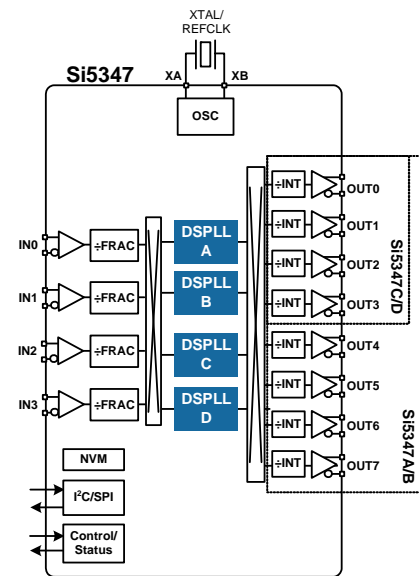 XTAL/
REFCLK
Si5347
XA
XB
OSC
÷INT
OUT0
÷INT
OUT1
÷INT
OUT2
÷INT
OUT3
÷INT
OUT4
÷INT
OUT5
÷INT
OUT6
÷INT
OUT7
Si5347C/D
Si5347A/B
IN0
÷FRAC
IN1
÷FRAC
IN2
÷FRAC
IN3
÷FRAC
DSPLL
A
DSPLL
B
DSPLL
C
DSPLL
D
NVM
I²C/SPI
Control/
Status